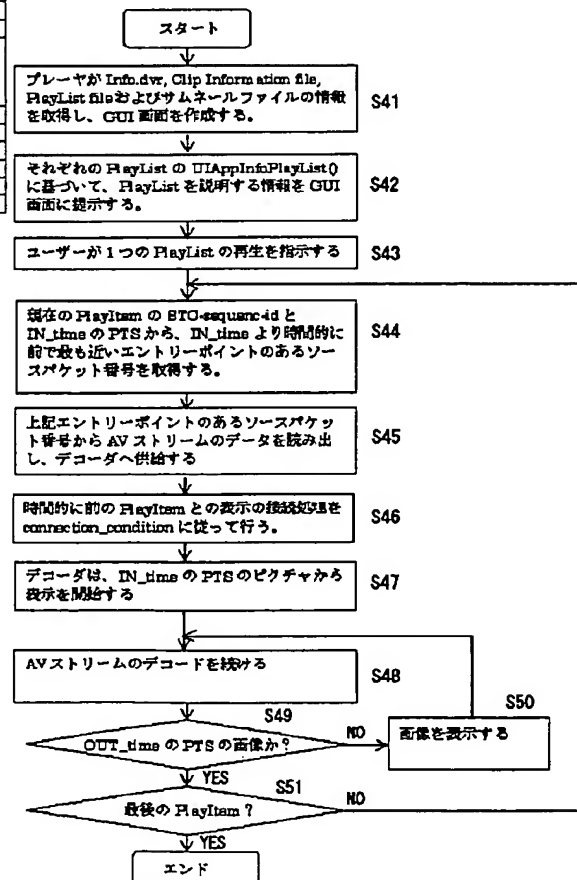 スタート
プレーヤが Info.dvr, Clip Information file,
PlayList fileおよびサムネールファイルの情報
を取得し、GUI 画面を作成する。
S41
それぞれの PlayList の UIAppInfoPlayList()
に基づいて、PlayList を説明する情報を GUI
画面に提示する。
S42
ユーザーが１つの PlayList の再生を指示する
S43
現在の PlayItem の STC-sequenc-id と
IN_time の PTS から、IN_time より時間的に
前で最も近いエントリーポイントのあるソー
スパケット番号を取得する。
S44
上記エントリーポイントのあるソースパケッ
ト番号から AV ストリームのデータを読み出
し、デコーダへ供給する
S45
時間的に前の PlayItem との表示の接続処理を
connection_condition に従って行う。
S46
デコーダは、IN_time の PTS のピクチャから
表示を開始する
S47
AV ストリームのデコードを続ける
S48
S49
OUT_time の PTS の画像か？
NO
S50
画像を表示する
YES
S51
最後の PlayItem？
NO
YES
エンド